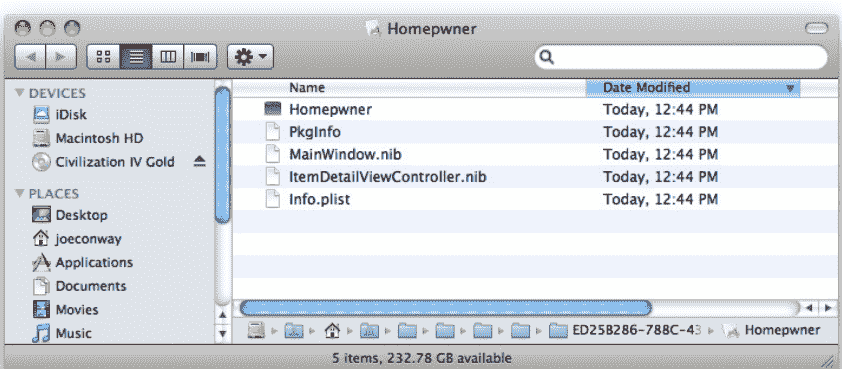 Homepwner
Name Date Modified
DEVICES
iDisk
Macintosh HD
Civilization IV Gold
PLACES
Desktop
joeconway
Applications
Documents
Movies
Music
Homepwner Today, 12:44 PM
PkgInfo Today, 12:44 PM
MainWindow.nib Today, 12:44 PM
ItemDetailViewController.nib Today, 12:44 PM
Info.plist Today, 12:44 PM
ED25B286-788C-43 Homepwner
5 items, 232.78 GB available